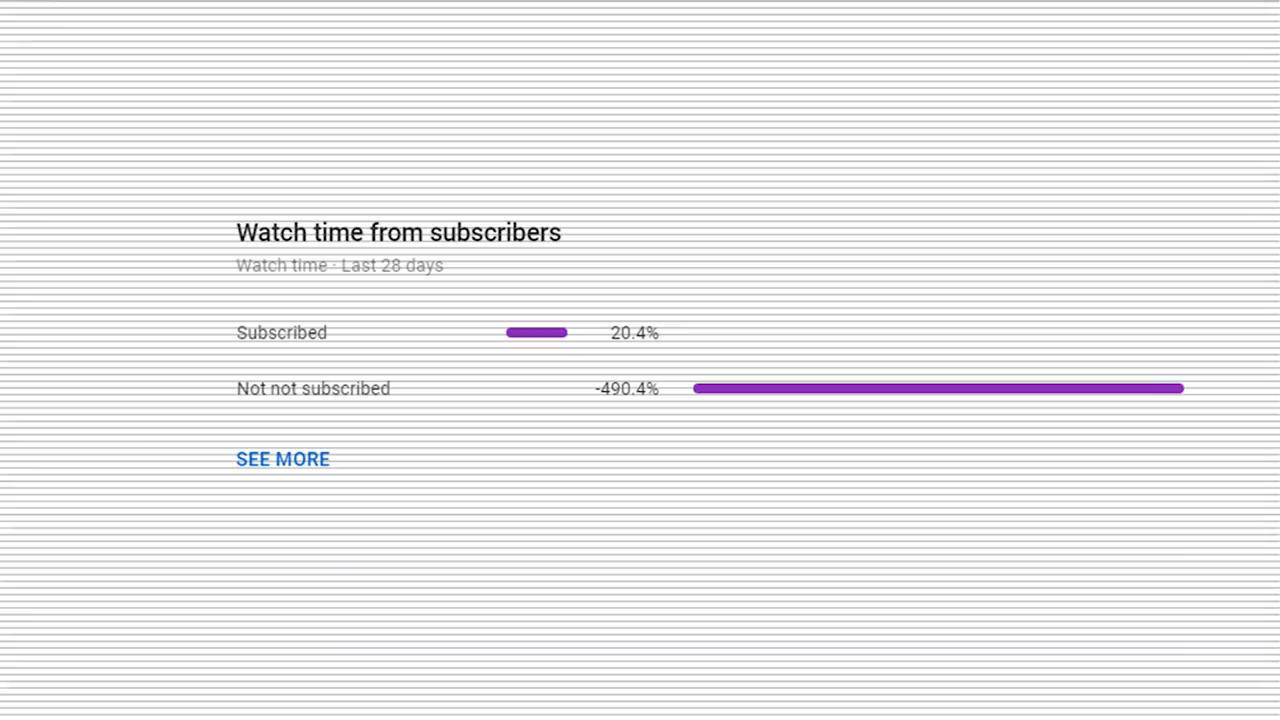 Watch time from subscribers
Watch time · Last 28 days
Subscribed 20.4%
Not not subscribed -490.4%
SEE MORE